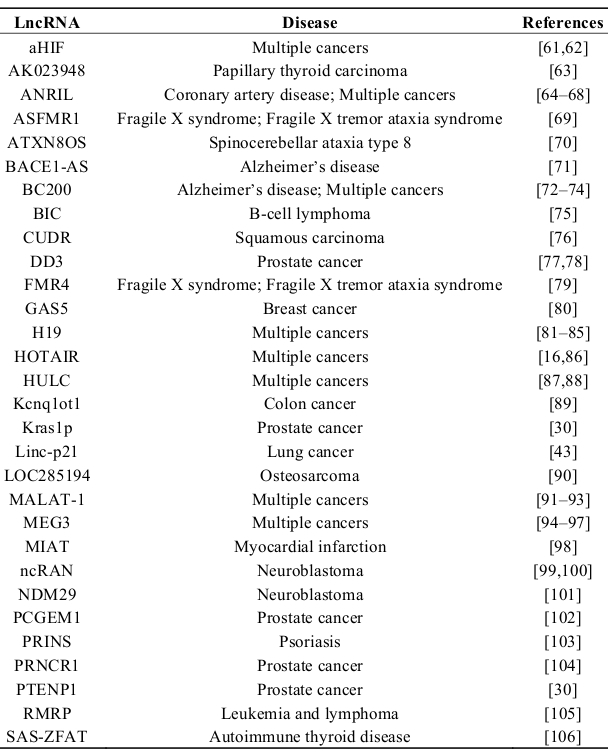 LncRNA Disease References
aHIF Multiple cancers [61,62]
AK023948 Papillary thyroid carcinoma [63]
ANRIL Coronary artery disease; Multiple cancers [64–68]
ASFMR1 Fragile X syndrome; Fragile X tremor ataxia syndrome [69]
ATXN8OS Spinocerebellar ataxia type 8 [70]
BACE1-AS Alzheimer’s disease [71]
BC200 Alzheimer’s disease; Multiple cancers [72–74]
BIC B-cell lymphoma [75]
CUDR Squamous carcinoma [76]
DD3 Prostate cancer [77,78]
FMR4 Fragile X syndrome; Fragile X tremor ataxia syndrome [79]
GAS5 Breast cancer [80]
H19 Multiple cancers [81–85]
HOTAIR Multiple cancers [16,86]
HULC Multiple cancers [87,88]
Kcnq1ot1 Colon cancer [89]
Kras1p Prostate cancer [30]
Linc-p21 Lung cancer [43]
LOC285194 Osteosarcoma [90]
MALAT-1 Multiple cancers [91–93]
MEG3 Multiple cancers [94–97]
MIAT Myocardial infarction [98]
ncRAN Neuroblastoma [99,100]
NDM29 Neuroblastoma [101]
PCGEM1 Prostate cancer [102]
PRINS Psoriasis [103]
PRNCR1 Prostate cancer [104]
PTENP1 Prostate cancer [30]
RMRP Leukemia and lymphoma [105]
SAS-ZFAT Autoimmune thyroid disease [106]